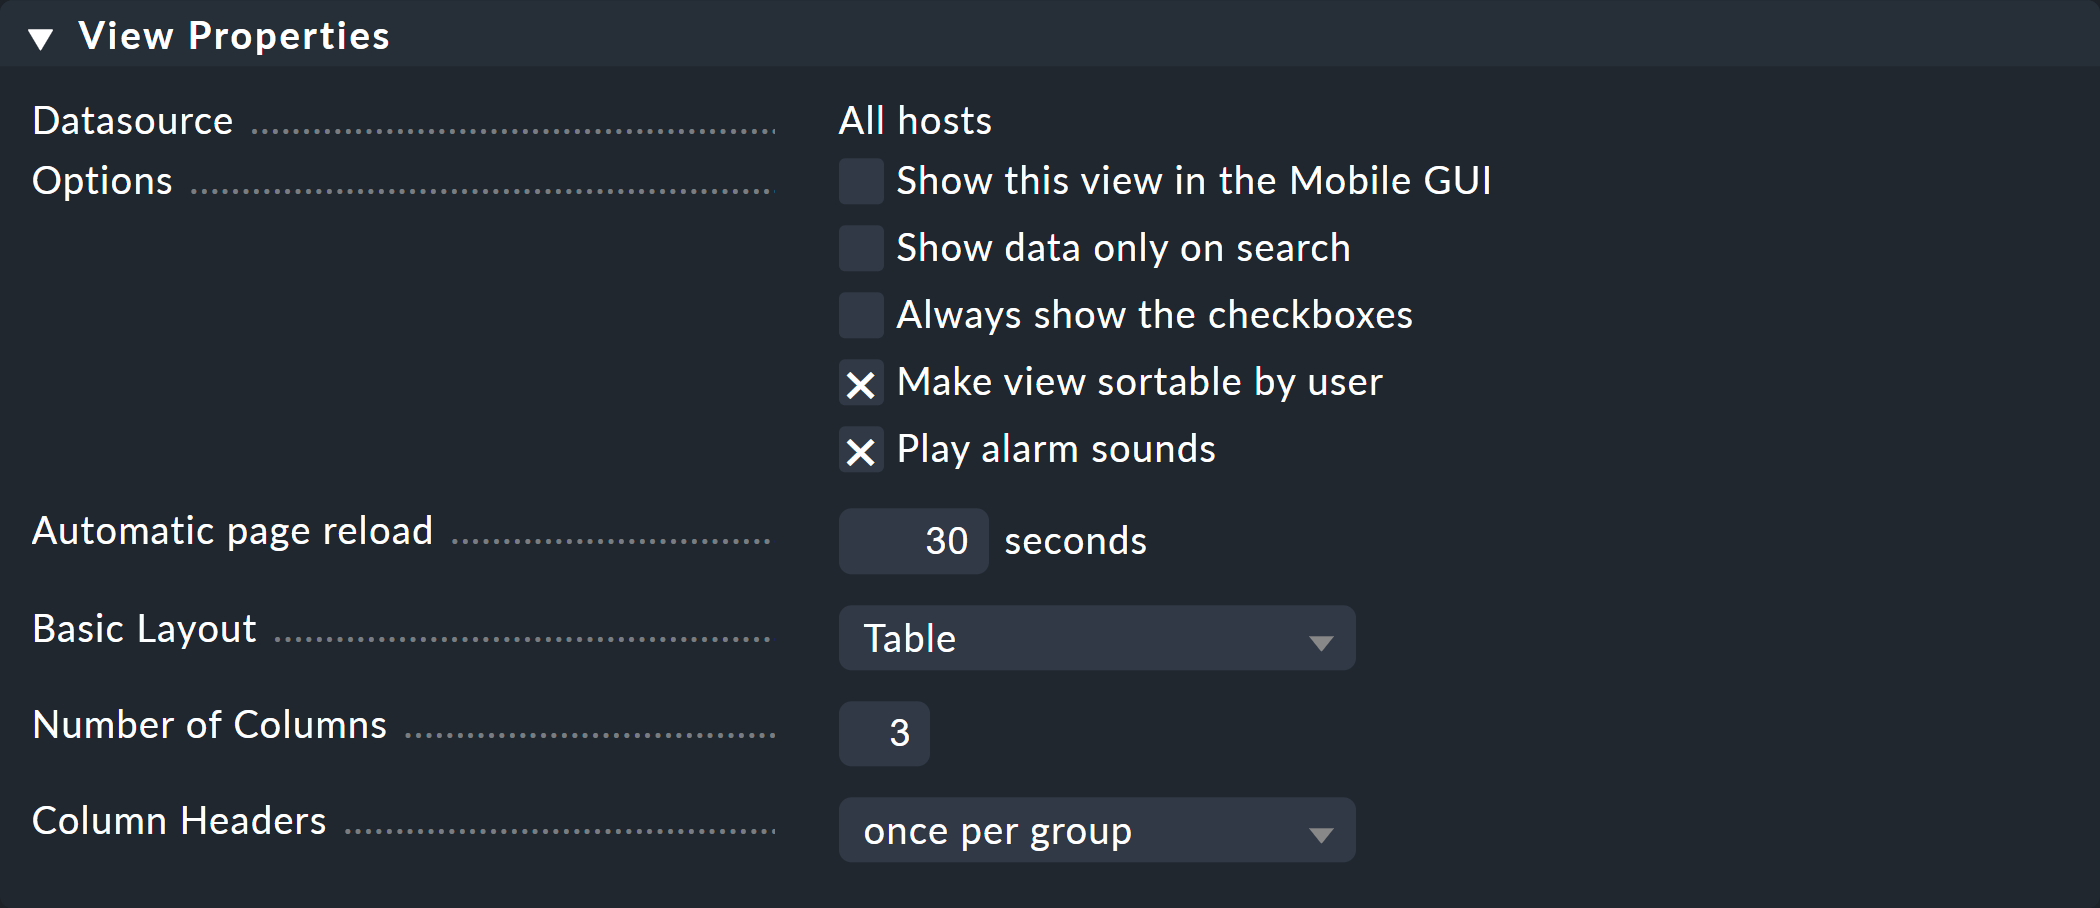 View Properties
Datasource All hosts
Options Show this view in the Mobile GUI
Show data only on search
Always show the checkboxes
Make view sortable by user
Play alarm sounds
Automatic page reload 30 seconds
Basic Layout Table
Number of Columns 3
Column Headers once per group